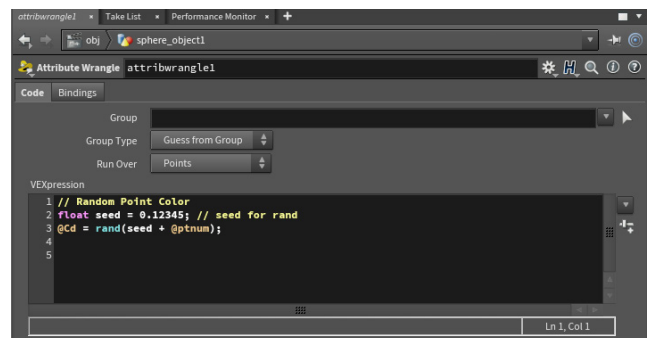 attribwrangle1 × Take List × Performance Monitor × +
obj sphere_object1
Attribute Wrangle attribwrangle1
Code Bindings
Group
Group Type Guess from Group
Run Over Points
VEXpression
1 // Random Point Color
2 float seed = 0.12345; // seed for rand
3 @Cd = rand(seed + @ptnum);
4
5
Ln 1, Col 1